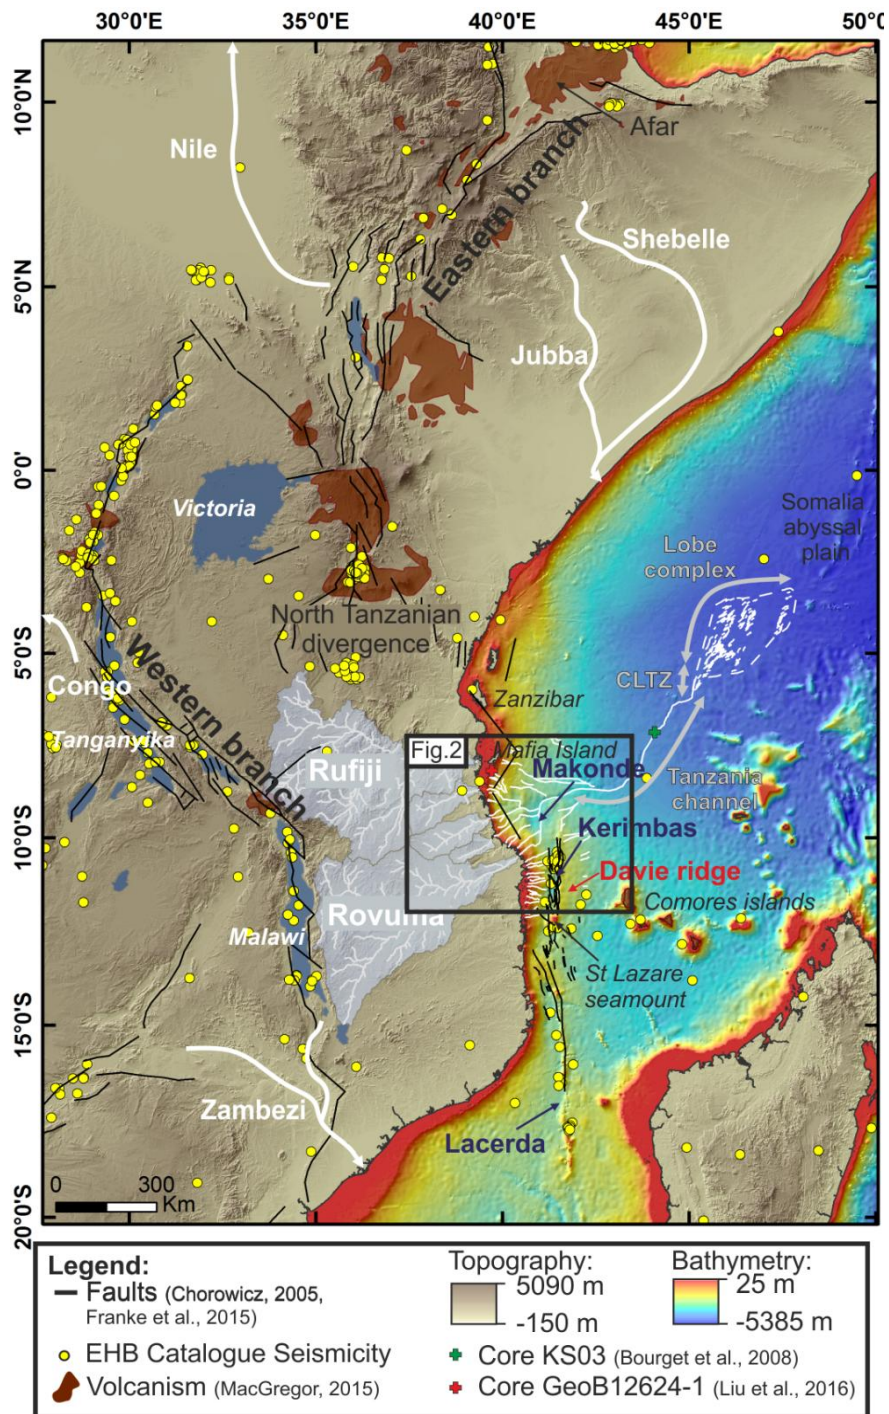 30°0'E 35°0'E 40°0'E 45°0'E 50°0'E
10°0'N
Nile
Afar
Eastern branch
Shebelle
5°0'N
Jubba
0°0'
Victoria
Somalia
abyssal
plain
Lobe
complex
North Tanzanian
divergence
5°0'S
CLTZ
Congo
Western branch
Zanzibar
Tanganyika
Fig.2
Mafia Island
Rufiji
Makonde
Tanzania
channel
10°0'S
Kerimbas
Davie ridge
Rovuma
Comores islands
Malawi
St Lazare
seamount
15°0'S
Zambezi
Lacerda
0 300
Km
20°0'S
Legend:
Faults (Chorowicz, 2005,
Franke et al., 2015)
EHB Catalogue Seismicity
Volcanism (MacGregor, 2015)
Topography:
5090 m
-150 m
Bathymetry:
25 m
-5385 m
Core KS03 (Bourget et al., 2008)
Core GeoB12624-1 (Liu et al., 2016)